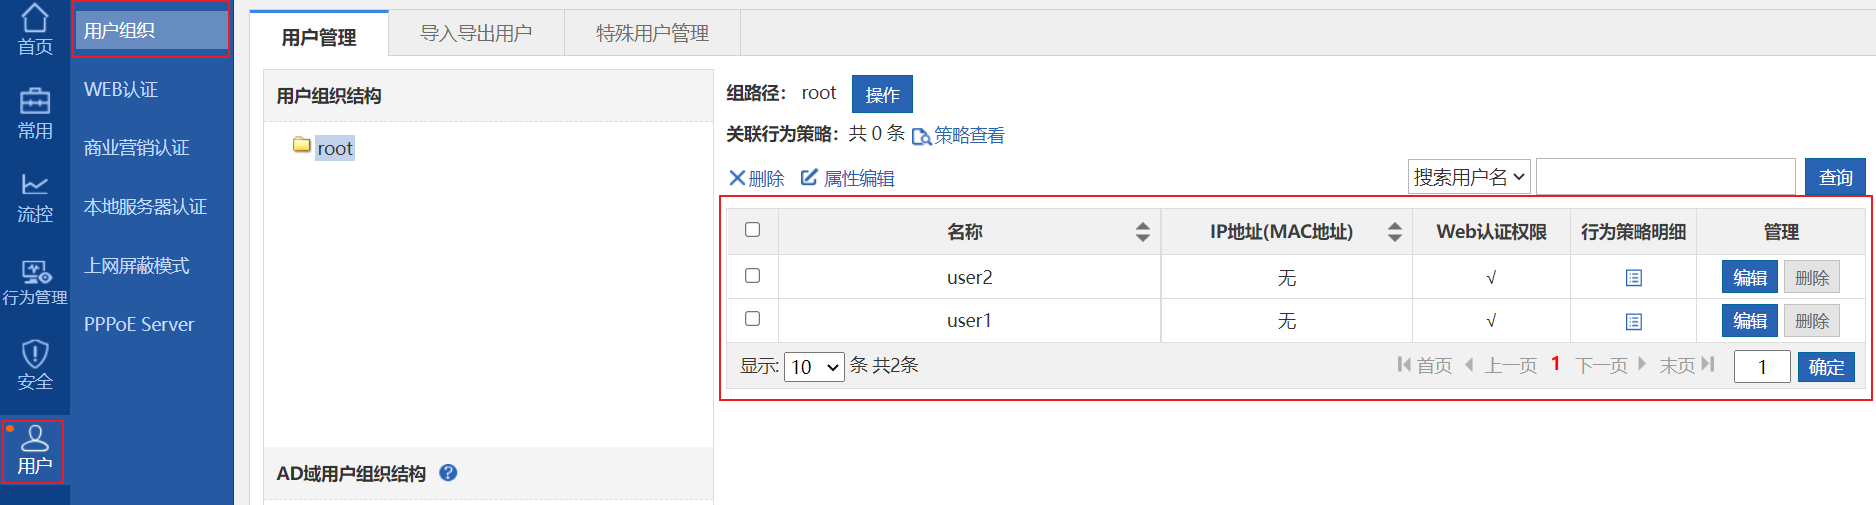 首页
常用
流控
行为管理
安全
用户
用户组织
WEB认证
商业营销认证
本地服务器认证
上网屏蔽模式
PPPoE Server
用户管理 导入导出用户 特殊用户管理
用户组织结构
root
AD域用户组织结构 ?
组路径： root 操作
关联行为策略： 共 0 条 策略查看
删除 属性编辑 搜索用户名 查询
名称 IP地址(MAC地址) Web认证权限 行为策略明细 管理
user2 无 √ 编辑 删除
user1 无 √ 编辑 删除
显示: 10 条 共2条 首页 上一页 1 下一页 末页 1 确定